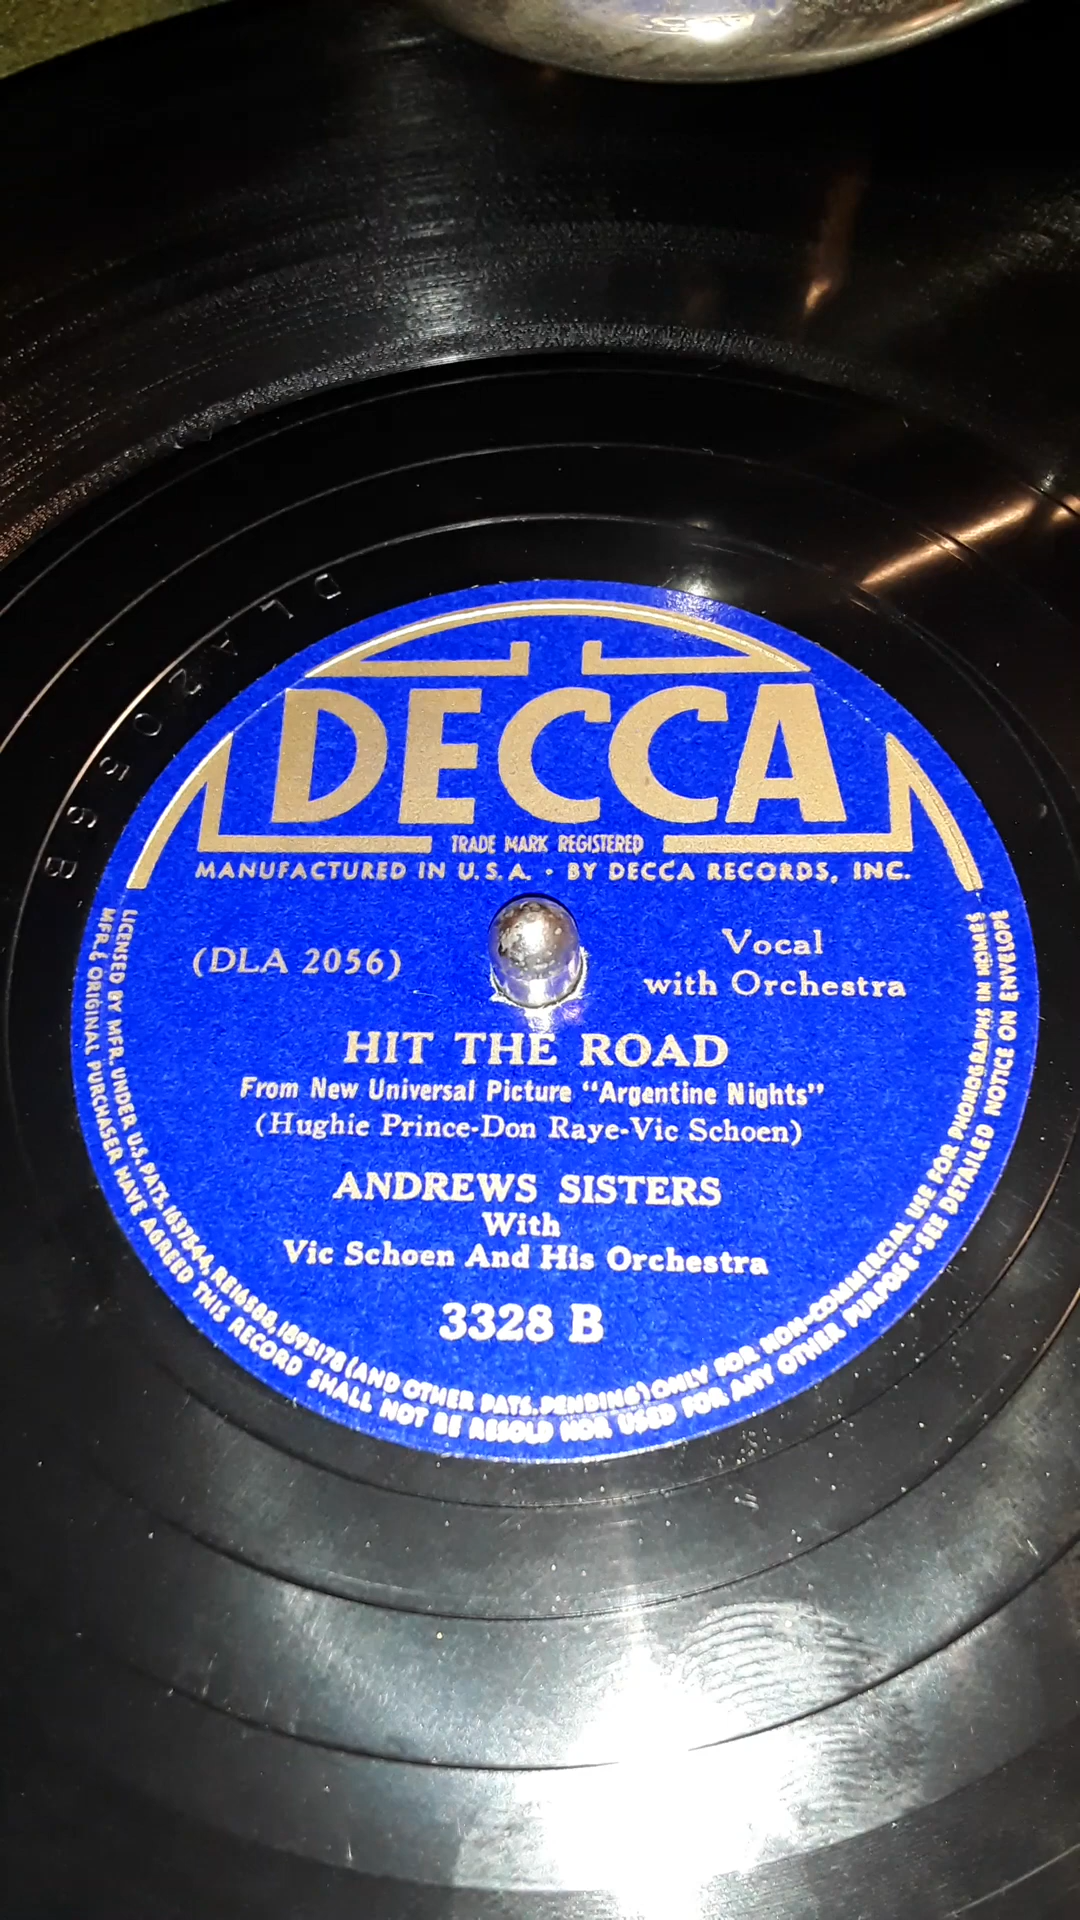 DECCA
TRADE MARK REGISTERED
MANUFACTURED IN U.S.A. • BY DECCA RECORDS, INC.
(DLA 2056)
Vocal
with Orchestra
HIT THE ROAD
From New Universal Picture "Argentine Nights"
(Hughie Prince-Don Raye-Vic Schoen)
ANDREWS SISTERS
With
Vic Schoen And His Orchestra
3328 B
LICENSED BY MFR. UNDER U.S. PATS. 1637544, RE16588, 1895178 (AND OTHER PATS. PENDING) ONLY FOR NON-COMMERCIAL USE FOR PHONOGRAPHS IN HOMES
MFR. & ORIGINAL PURCHASER HAVE AGREED THIS RECORD SHALL NOT BE RESOLD NOR USED FOR ANY OTHER PURPOSE • SEE DETAILED NOTICE ON ENVELOPE
DLA 2056 B